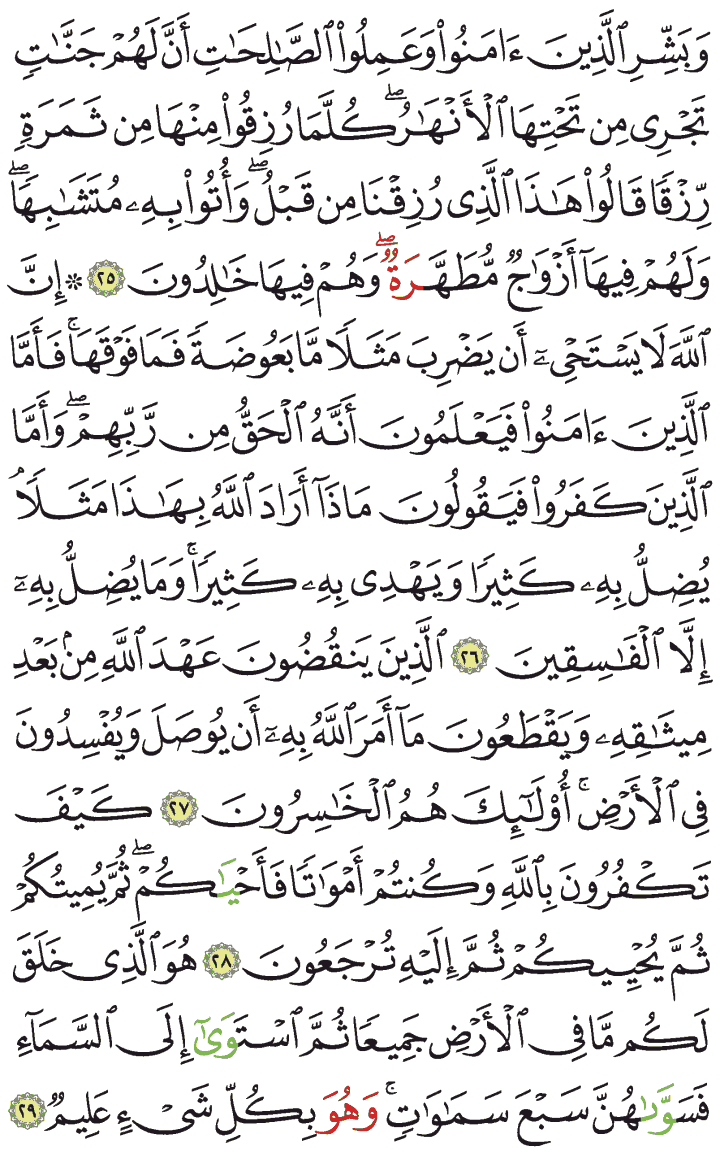 وَبَشِّرِ ٱلَّذِينَ ءَامَنُواْ وَعَمِلُواْ ٱلصَّٰلِحَٰتِ أَنَّ لَهُمۡ جَنَّٰتٖ
تَجۡرِي مِن تَحۡتِهَا ٱلۡأَنۡهَٰرُۖ كُلَّمَا رُزِقُواْ مِنۡهَا مِن ثَمَرَةٖ
رِّزۡقٗا قَالُواْ هَٰذَا ٱلَّذِي رُزِقۡنَا مِن قَبۡلُۖ وَأُتُواْ بِهِۦ مُتَشَٰبِهٗاۖ
وَلَهُمۡ فِيهَآ أَزۡوَٰجٞ مُّطَهَّرَةٞۖ وَهُمۡ فِيهَا خَٰلِدُونَ ٢٥ ۞ إِنَّ
ٱللَّهَ لَا يَسۡتَحۡيِۦٓ أَن يَضۡرِبَ مَثَلٗا مَّا بَعُوضَةٗ فَمَا فَوۡقَهَاۚ فَأَمَّا
ٱلَّذِينَ ءَامَنُواْ فَيَعۡلَمُونَ أَنَّهُ ٱلۡحَقُّ مِن رَّبِّهِمۡۖ وَأَمَّا
ٱلَّذِينَ كَفَرُواْ فَيَقُولُونَ مَاذَآ أَرَادَ ٱللَّهُ بِهَٰذَا مَثَلٗاۘ
يُضِلُّ بِهِۦ كَثِيرٗا وَيَهۡدِي بِهِۦ كَثِيرٗاۚ وَمَا يُضِلُّ بِهِۦٓ
إِلَّا ٱلۡفَٰسِقِينَ ٢٦ ٱلَّذِينَ يَنقُضُونَ عَهۡدَ ٱللَّهِ مِنۢ بَعۡدِ
مِيثَٰقِهِۦ وَيَقۡطَعُونَ مَآ أَمَرَ ٱللَّهُ بِهِۦٓ أَن يُوصَلَ وَيُفۡسِدُونَ
فِي ٱلۡأَرۡضِۚ أُوْلَٰٓئِكَ هُمُ ٱلۡخَٰسِرُونَ ٢٧ كَيۡفَ
تَكۡفُرُونَ بِٱللَّهِ وَكُنتُمۡ أَمۡوَٰتٗا فَأَحۡيَٰكُمۡۖ ثُمَّ يُمِيتُكُمۡ
ثُمَّ يُحۡيِيكُمۡ ثُمَّ إِلَيۡهِ تُرۡجَعُونَ ٢٨ هُوَ ٱلَّذِي خَلَقَ
لَكُم مَّا فِي ٱلۡأَرۡضِ جَمِيعٗا ثُمَّ ٱسۡتَوَىٰٓ إِلَى ٱلسَّمَآءِ
فَسَوَّىٰهُنَّ سَبۡعَ سَمَٰوَٰتٖۚ وَهُوَ بِكُلِّ شَيۡءٍ عَلِيمٞ ٢٩